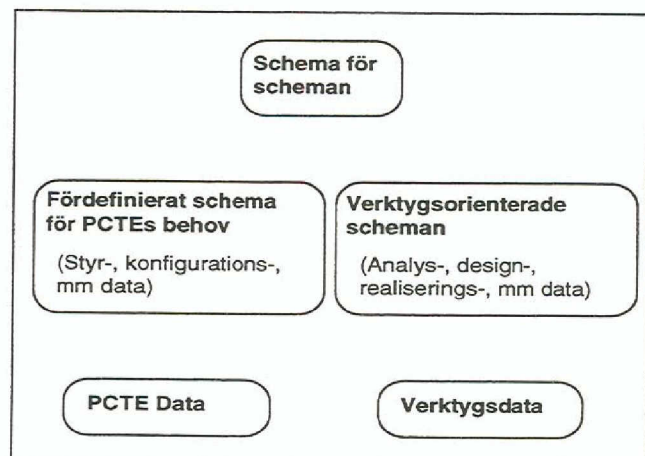 Schema för
scheman
Fördefinierat schema
för PCTEs behov
(Styr-, konfigurations-,
mm data)
Verktygsorienterade
scheman
(Analys-, design-,
realiserings-, mm data)
PCTE Data
Verktygsdata